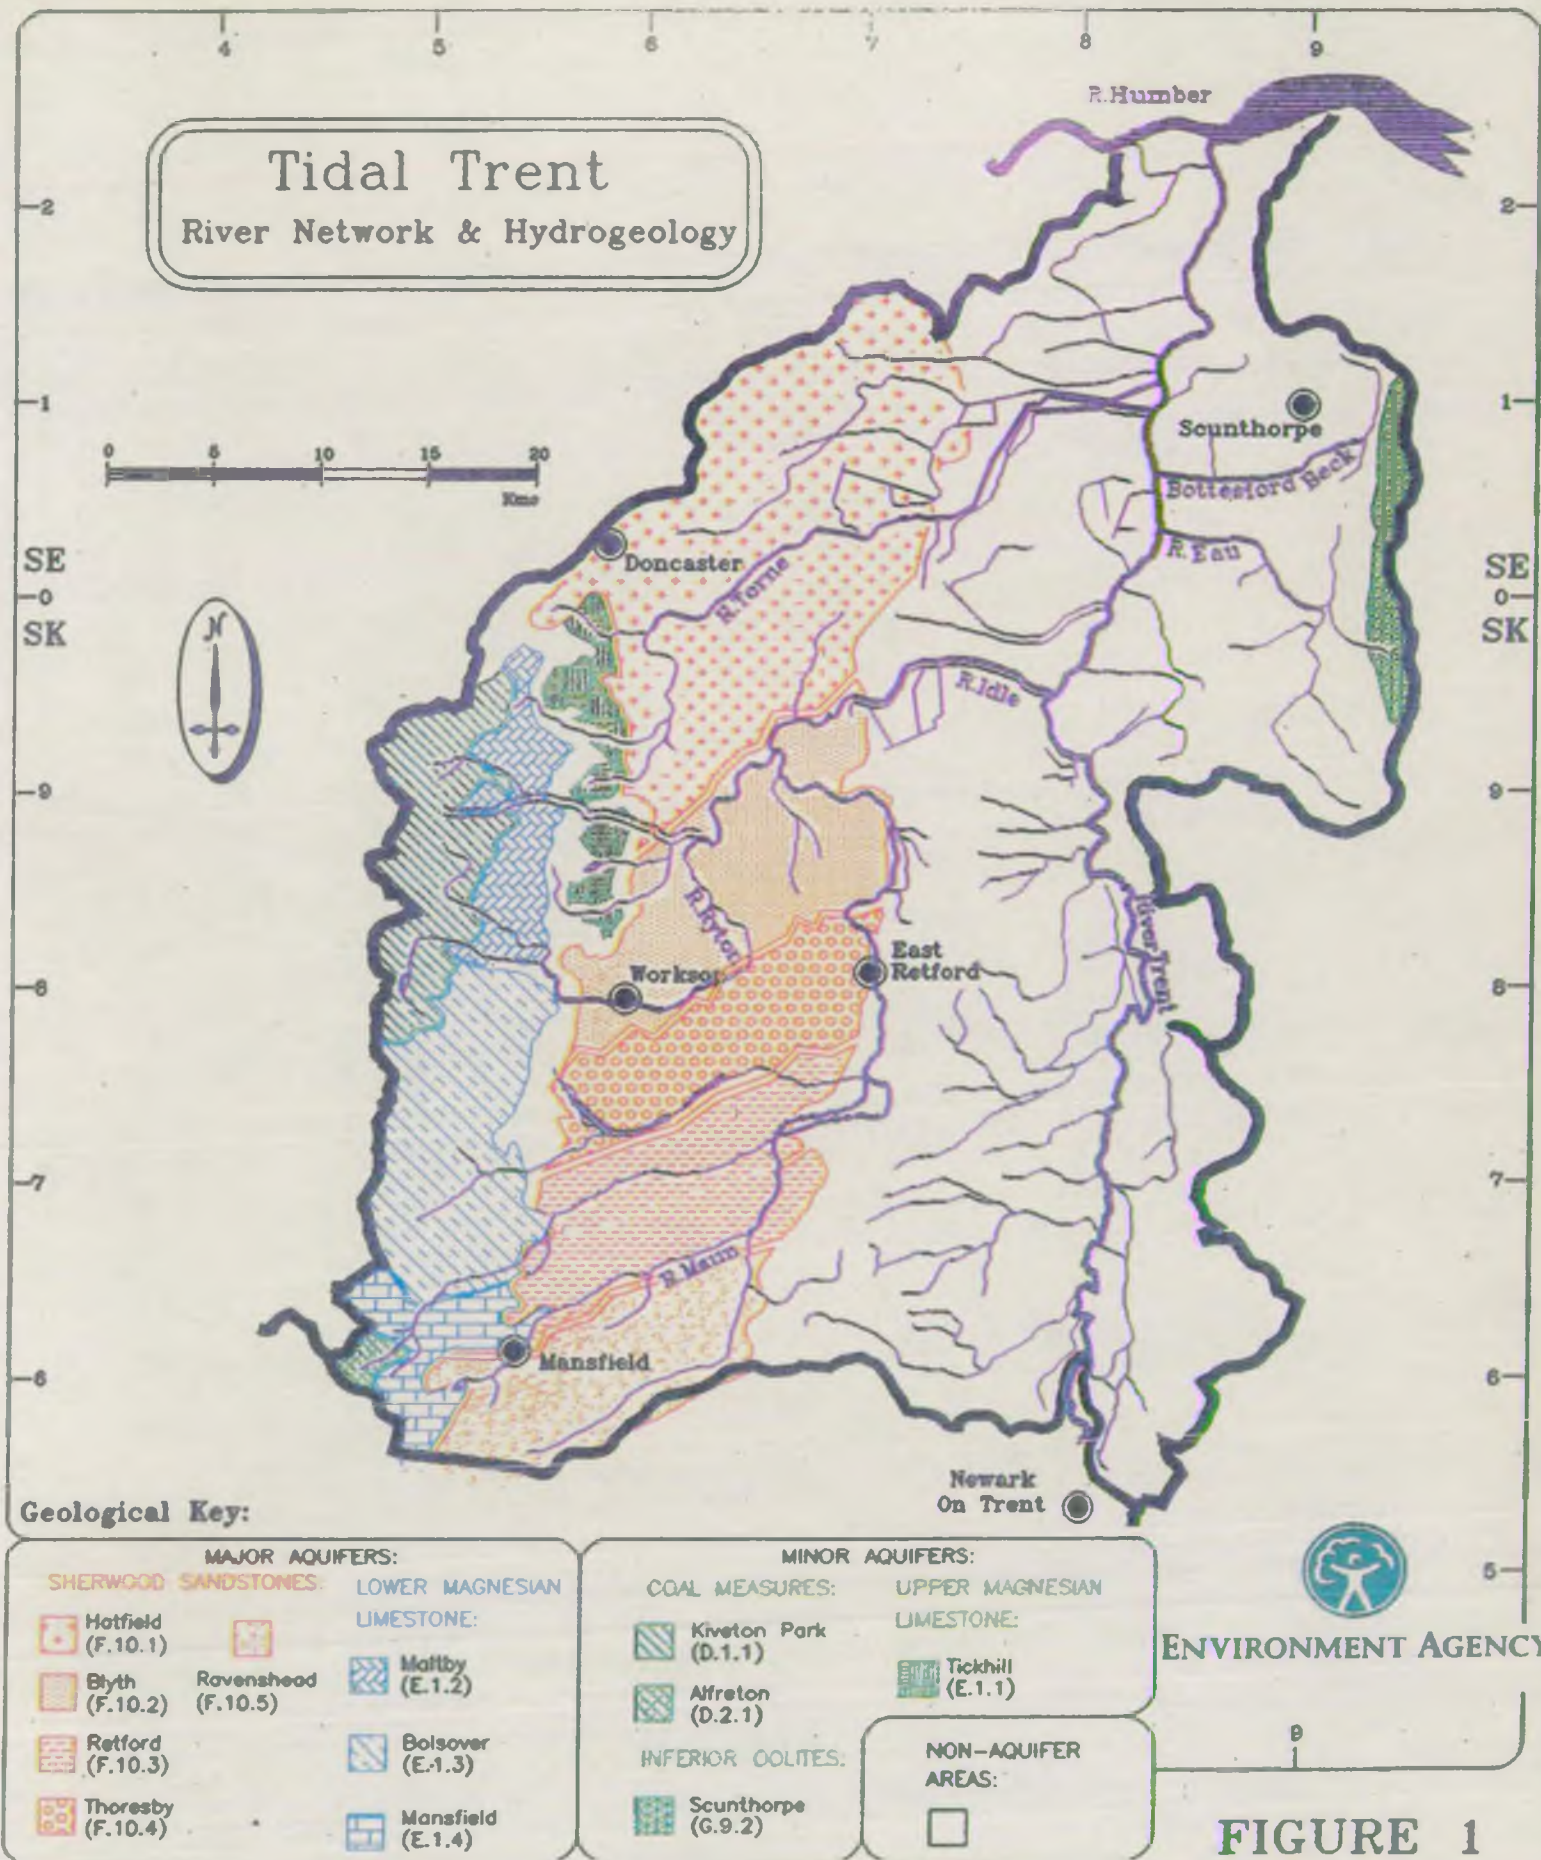 4 5 6 7 8 9
R.Humber
Tidal Trent
River Network & Hydrogeology
2 2
1 1
0 5 10 15 20
Kms
Scunthorpe
Bottesford Beck
Doncaster
R.Torne
R.Eau
SE SE
0 0
SK SK
N
R.Idle
9 9
R.Ryton
River Trent
East
Retford
Worksop
8 8
7 7
R.Maun
Mansfield
6 6
Newark
On Trent
Geological Key:
5
MAJOR AQUIFERS:
SHERWOOD SANDSTONES:
Hatfield
(F.10.1)
Blyth
(F.10.2)
Retford
(F.10.3)
Thoresby
(F.10.4)
Ravenshead
(F.10.5)
LOWER MAGNESIAN
LIMESTONE:
Maltby
(E.1.2)
Bolsover
(E.1.3)
Mansfield
(E.1.4)
MINOR AQUIFERS:
COAL MEASURES:
Kiveton Park
(D.1.1)
Alfreton
(D.2.1)
INFERIOR OOLITES:
Scunthorpe
(G.9.2)
UPPER MAGNESIAN
LIMESTONE:
Tickhill
(E.1.1)
NON-AQUIFER
AREAS:
ENVIRONMENT AGENCY
9
FIGURE 1